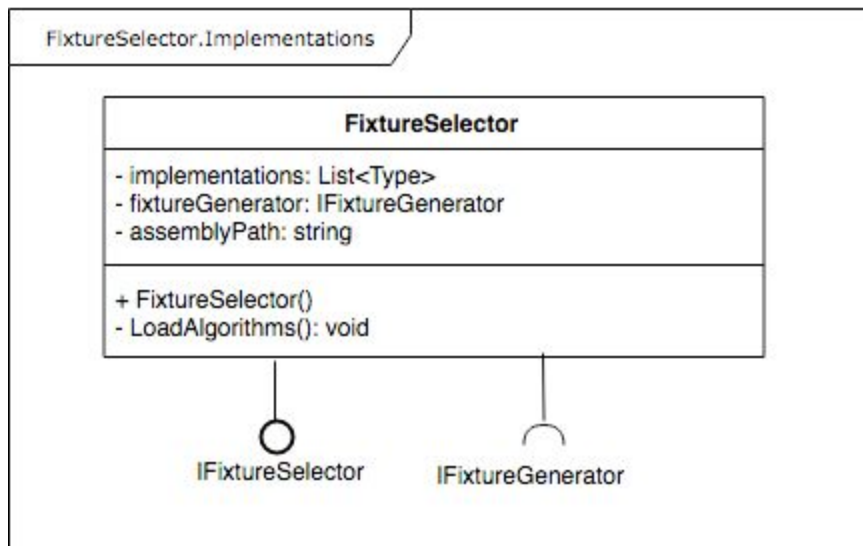 FixtureSelector.Implementations
FixtureSelector
- implementations: List<Type>
- fixtureGenerator: IFixtureGenerator
- assemblyPath: string
+ FixtureSelector()
- LoadAlgorithms(): void
IFixtureSelector
IFixtureGenerator